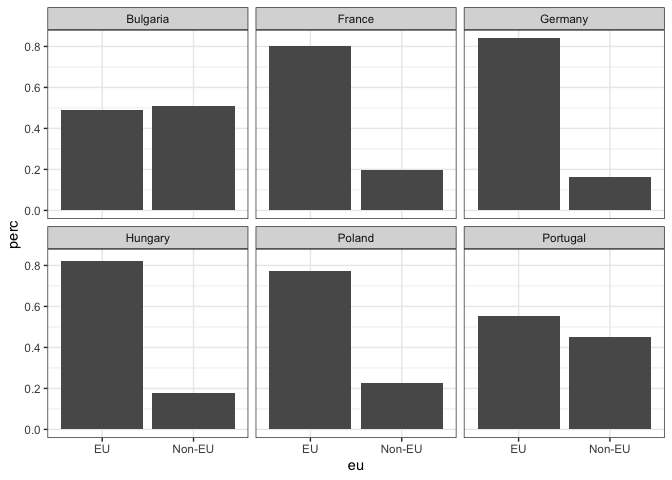 Bulgaria France Germany
0.8
0.6
0.4
0.2
0.0
Hungary Poland Portugal
0.8
0.6
0.4
0.2
0.0
EU Non-EU EU Non-EU EU Non-EU
eu
perc